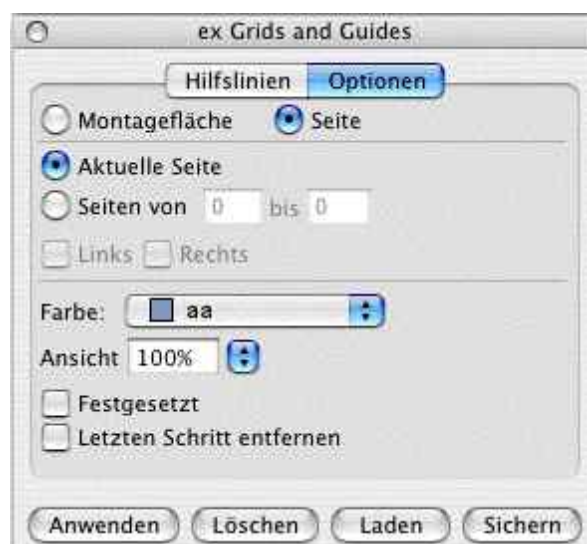 ex Grids and Guides
Hilfslinien Optionen
Montagefläche Seite
Aktuelle Seite
Seiten von 0 bis 0
Links Rechts
Farbe: aa
Ansicht 100%
Festgesetzt
Letzten Schritt entfernen
Anwenden Löschen Laden Sichern